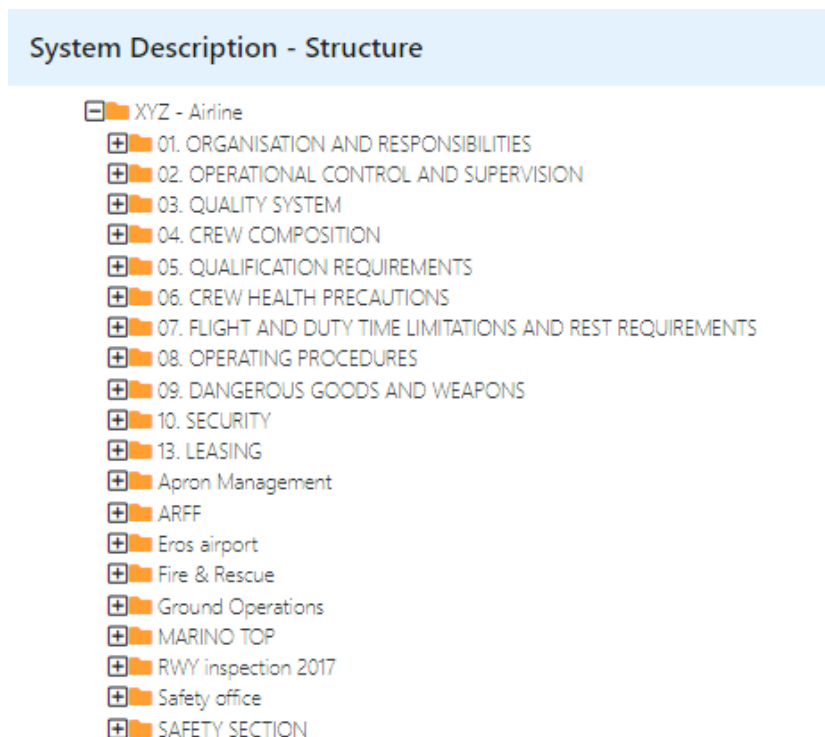 System Description - Structure
XYZ - Airline
01. ORGANISATION AND RESPONSIBILITIES
02. OPERATIONAL CONTROL AND SUPERVISION
03. QUALITY SYSTEM
04. CREW COMPOSITION
05. QUALIFICATION REQUIREMENTS
06. CREW HEALTH PRECAUTIONS
07. FLIGHT AND DUTY TIME LIMITATIONS AND REST REQUIREMENTS
08. OPERATING PROCEDURES
09. DANGEROUS GOODS AND WEAPONS
10. SECURITY
13. LEASING
Apron Management
ARFF
Eros airport
Fire & Rescue
Ground Operations
MARINO TOP
RWY inspection 2017
Safety office
SAFETY SECTION